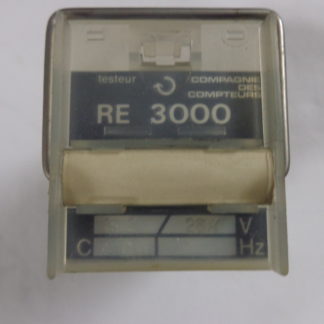 testeur
COMPAGNIE
DES
COMPTEURS
RE 3000
/ V
C Hz